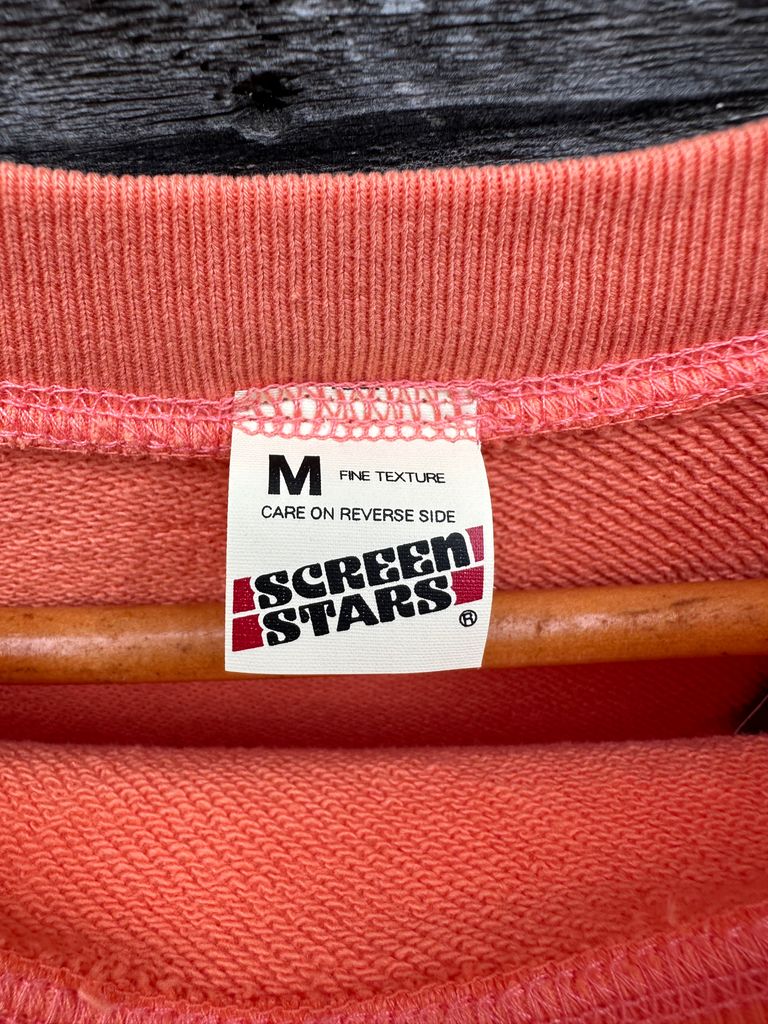 M FINE TEXTURE
CARE ON REVERSE SIDE
SCREEN
STARS ®